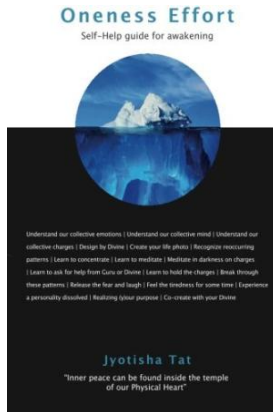 Oneness Effort
Self-Help guide for awakening
Understand our collective emotions | Understand our collective mind | Understand our
collective charges | Design by Divine | Create your life photo | Recognize reoccurring
patterns | Learn to concentrate | Learn to meditate | Meditate in darkness on charges
| Learn to ask for help from Guru or Divine | Learn to hold the charges | Break through
these patterns | Release the fear and laugh | Feel the tiredness for some time | Experience
a personality dissolved | Realizing (y)our purpose | Co-create with your Divine
Jyotisha Tat
"Inner peace can be found inside the temple
of our Physical Heart"